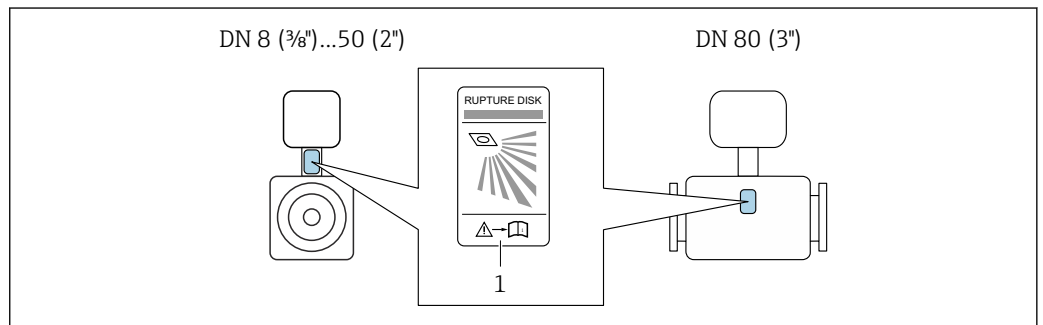 DN 8 (⅜")...50 (2")
DN 80 (3")
RUPTURE DISK
1